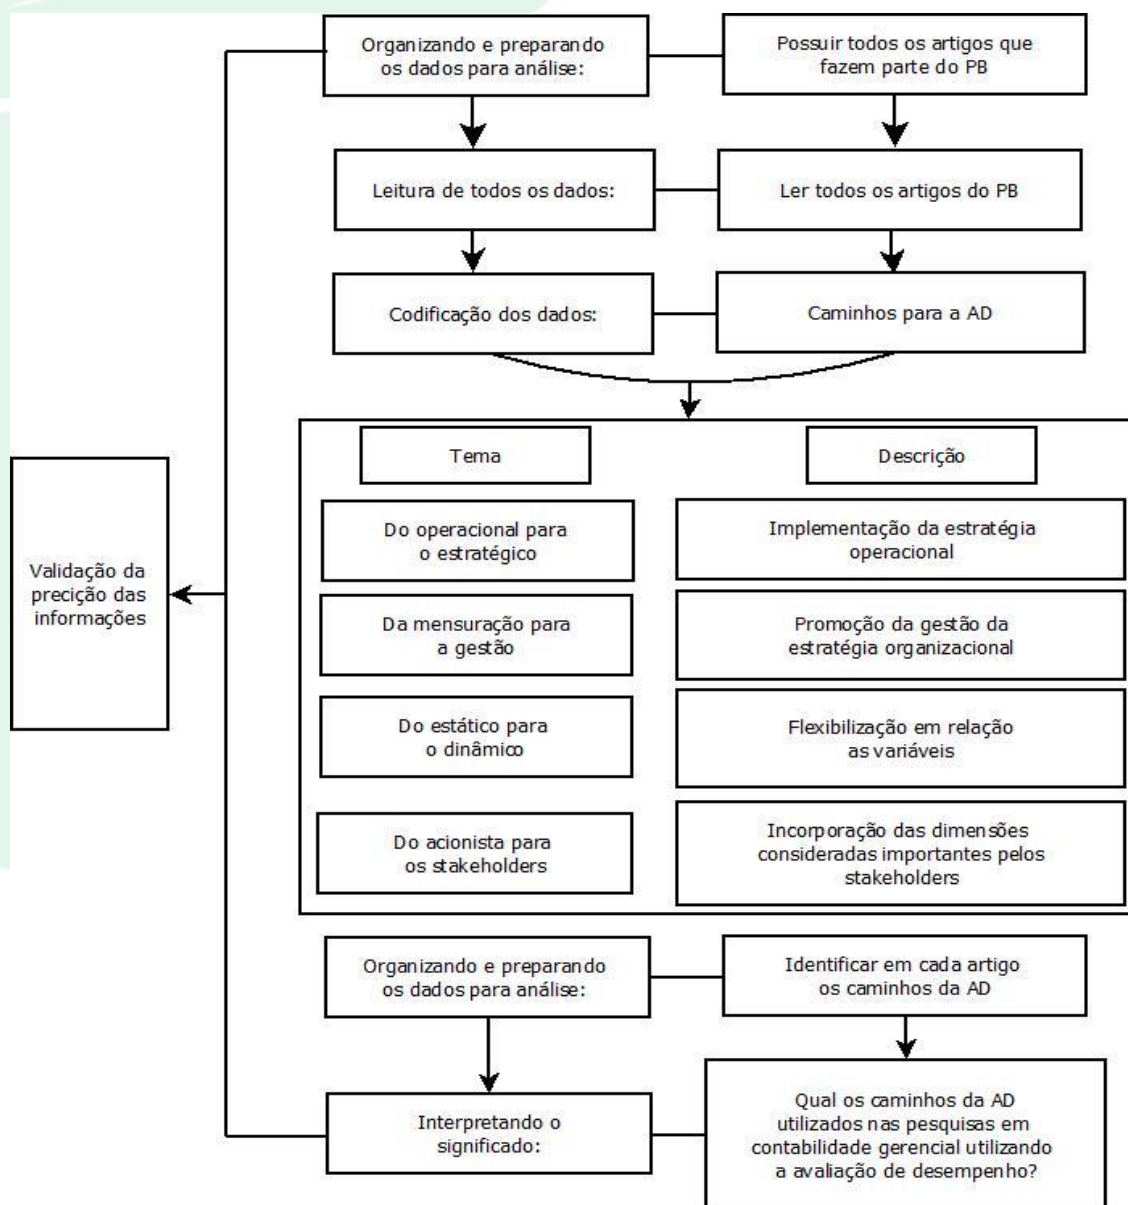 Organizando e preparando
os dados para análise:
Possuir todos os artigos que
fazem parte do PB
Leitura de todos os dados:
Ler todos os artigos do PB
Codificação dos dados:
Caminhos para a AD
Tema
Descrição
Do operacional para
o estratégico
Implementação da estratégia
operacional
Validação da
precição das
informações
Da mensuração para
a gestão
Promoção da gestão da
estratégia organizacional
Do estático para
o dinâmico
Flexibilização em relação
as variáveis
Do acionista para
os stakeholders
Incorporação das dimensões
consideradas importantes pelos
stakeholders
Organizando e preparando
os dados para análise:
Identificar em cada artigo
os caminhos da AD
Interpretando o
significado:
Qual os caminhos da AD
utilizados nas pesquisas em
contabilidade gerencial utilizando
a avaliação de desempenho?